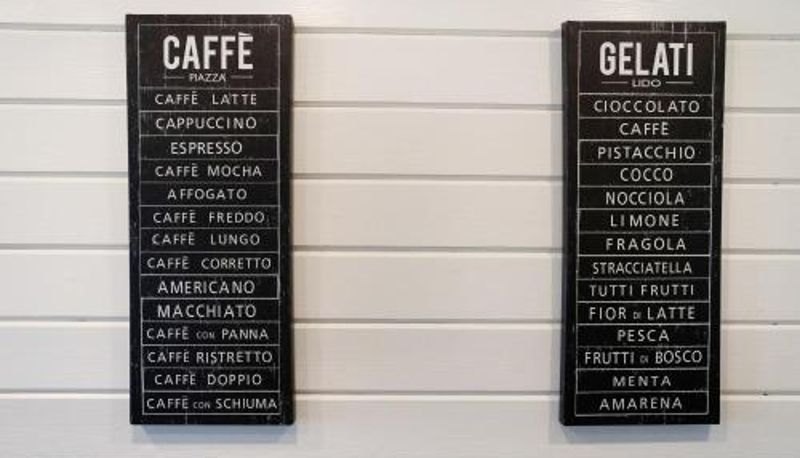 CAFFÈ
PIAZZA
CAFFÈ LATTE
CAPPUCCINO
ESPRESSO
CAFFÈ MOCHA
AFFOGATO
CAFFÈ FREDDO
CAFFÈ LUNGO
CAFFÈ CORRETTO
AMERICANO
MACCHIATO
CAFFÈ CON PANNA
CAFFÈ RISTRETTO
CAFFÈ DOPPIO
CAFFÈ CON SCHIUMA
GELATI
LIDO
CIOCCOLATO
CAFFÈ
PISTACCHIO
COCCO
NOCCIOLA
LIMONE
FRAGOLA
STRACCIATELLA
TUTTI FRUTTI
FIOR DI LATTE
PESCA
FRUTTI DI BOSCO
MENTA
AMARENA